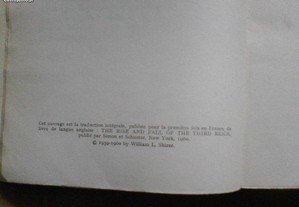 Cet ouvrage est la traduction intégrale, publiée pour la première fois en France, du
livre de langue anglaise : THE RISE AND FALL OF THE THIRD REICH,
publié par Simon et Schuster, New York, 1960.
© 1959-1960 by William L. Shirer.